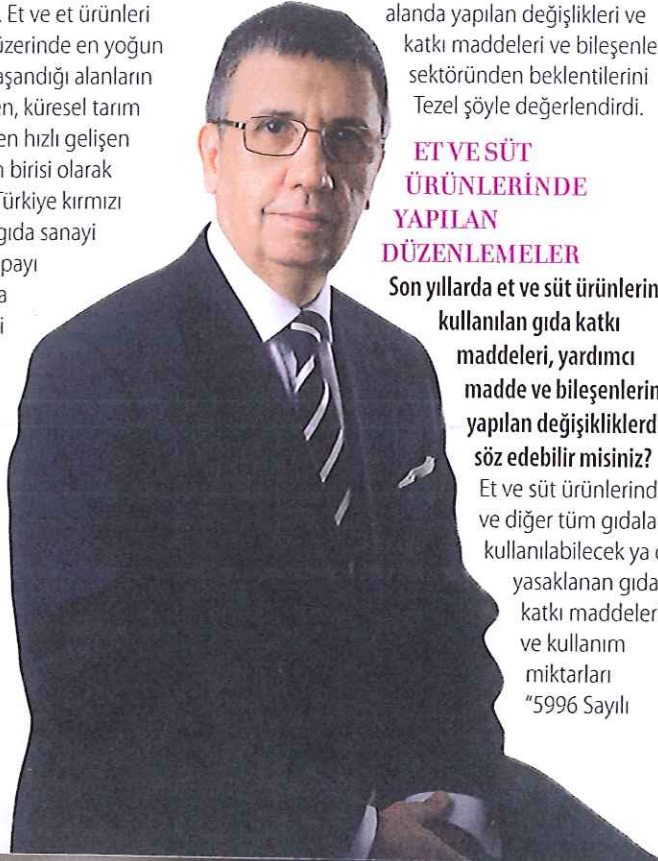 . Et ve et ürünleri
üzerinde en yoğun
aşandığı alanların
en, küresel tarım
en hızlı gelişen
n birisi olarak
Türkiye kırmızı
gıda sanayi
payı
a
i
alanda yapılan değişlikleri ve
katkı maddeleri ve bileşenle
sektöründen beklentilerini
Tezel şöyle değerlendirdi.
ET VE SÜT
ÜRÜNLERİNDE
YAPILAN
DÜZENLEMELER
Son yıllarda et ve süt ürünlerin
kullanılan gıda katkı
maddeleri, yardımcı
madde ve bileşenlerin
yapılan değişikliklerd
söz edebilir misiniz?
Et ve süt ürünlerind
ve diğer tüm gıdala
kullanılabilecek ya d
yasaklanan gıda
katkı maddeler
ve kullanım
miktarları
“5996 Sayılı